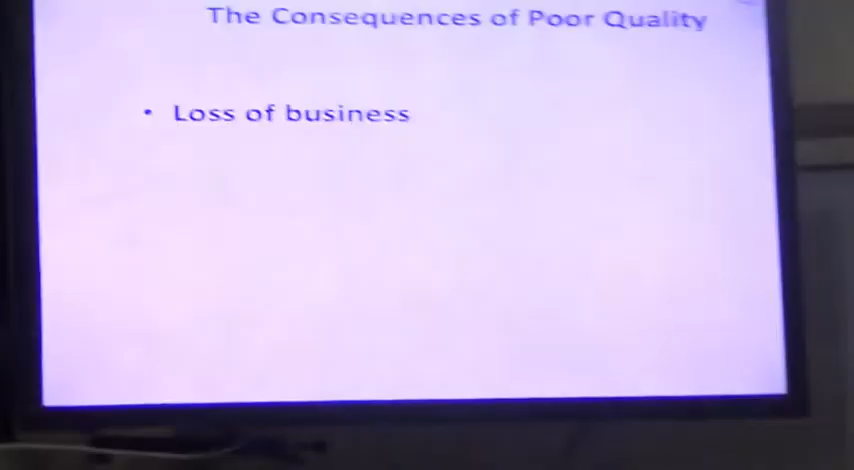 The Consequences of Poor Quality
• Loss of business